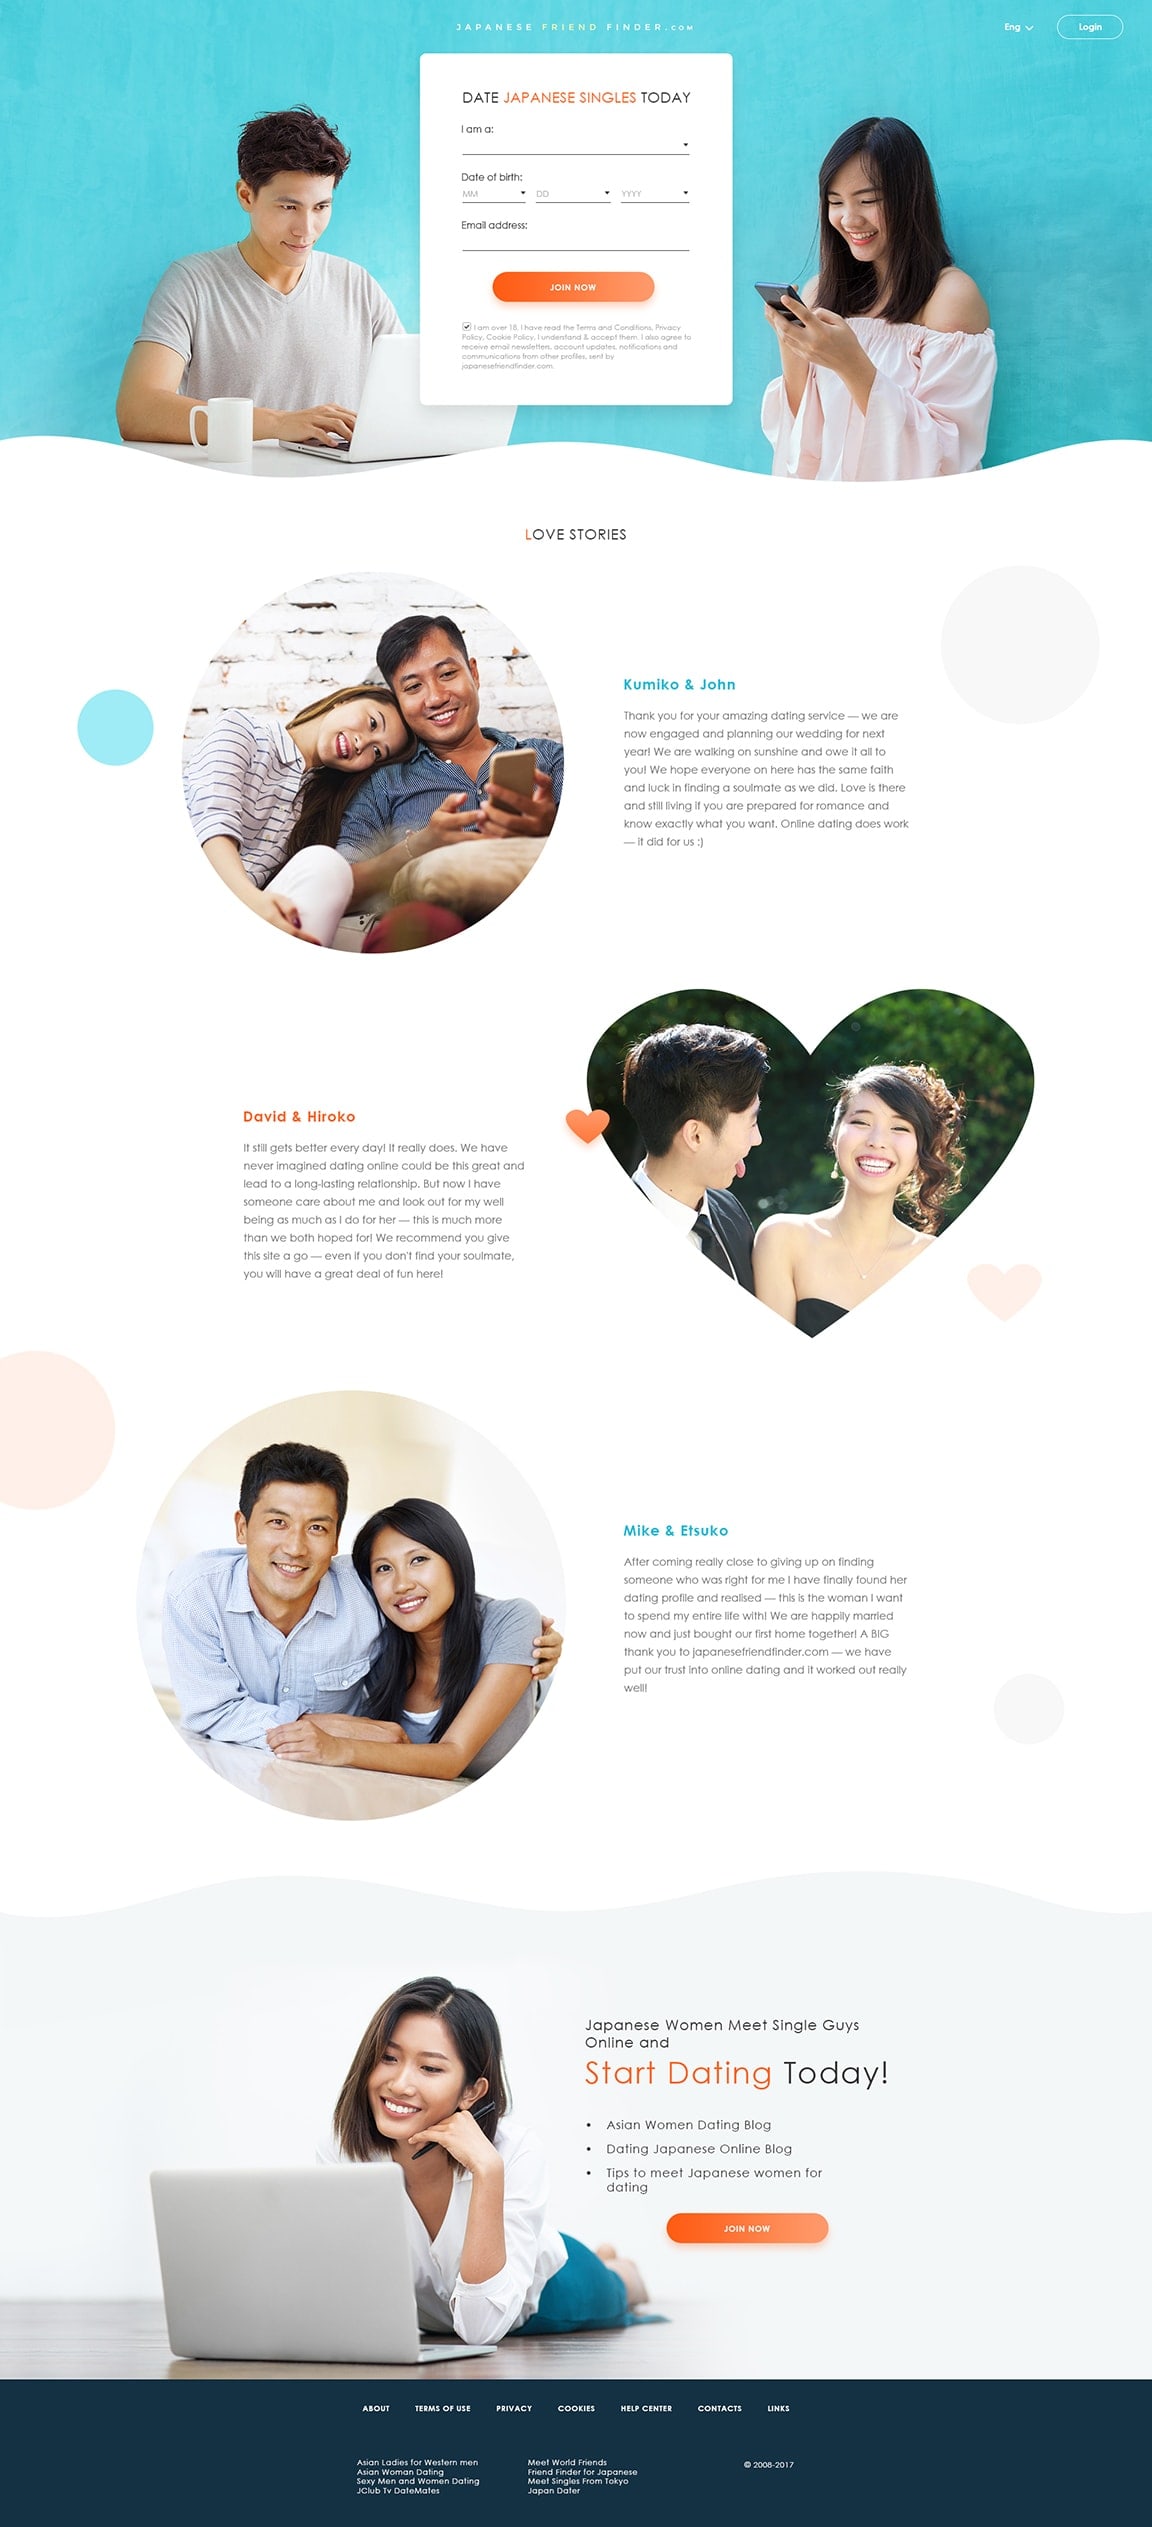 JAPANESE FRIEND FINDER.COM
Eng
Login
DATE JAPANESE SINGLES TODAY
I am a:
Date of birth:
MM DD YYYY
Email address:
JOIN NOW
I am over 18. I have read the Terms and Conditions, Privacy
Policy, Cookie Policy, I understand & accept them. I also agree to
receive email newsletters, account updates, notifications and
communications from other profiles, sent by
japanesefriendfinder.com.
LOVE STORIES
Kumiko & John
Thank you for your amazing dating service — we are
now engaged and planning our wedding for next
year! We are walking on sunshine and owe it all to
you! We hope everyone on here has the same faith
and luck in finding a soulmate as we did. Love is there
and still living if you are prepared for romance and
know exactly what you want. Online dating does work
— it did for us :)
David & Hiroko
It still gets better every day! It really does. We have
never imagined dating online could be this great and
lead to a long-lasting relationship. But now I have
someone care about me and look out for my well
being as much as I do for her — this is much more
than we both hoped for! We recommend you give
this site a go — even if you don't find your soulmate,
you will have a great deal of fun here!
Mike & Etsuko
After coming really close to giving up on finding
someone who was right for me I have finally found her
dating profile and realised — this is the woman I want
to spend my entire life with! We are happily married
now and just bought our first home together! A BIG
thank you to japanesefriendfinder.com — we have
put our trust into online dating and it worked out really
well!
Japanese Women Meet Single Guys
Online and
Start Dating Today!
• Asian Women Dating Blog
• Dating Japanese Online Blog
• Tips to meet Japanese women for
dating
JOIN NOW
ABOUT TERMS OF USE PRIVACY COOKIES HELP CENTER CONTACTS LINKS
Asian Ladies for Western men
Asian Woman Dating
Sexy Men and Women Dating
JClub Tv DateMates
Meet World Friends
Friend Finder for Japanese
Meet Singles From Tokyo
Japan Dater
© 2008-2017